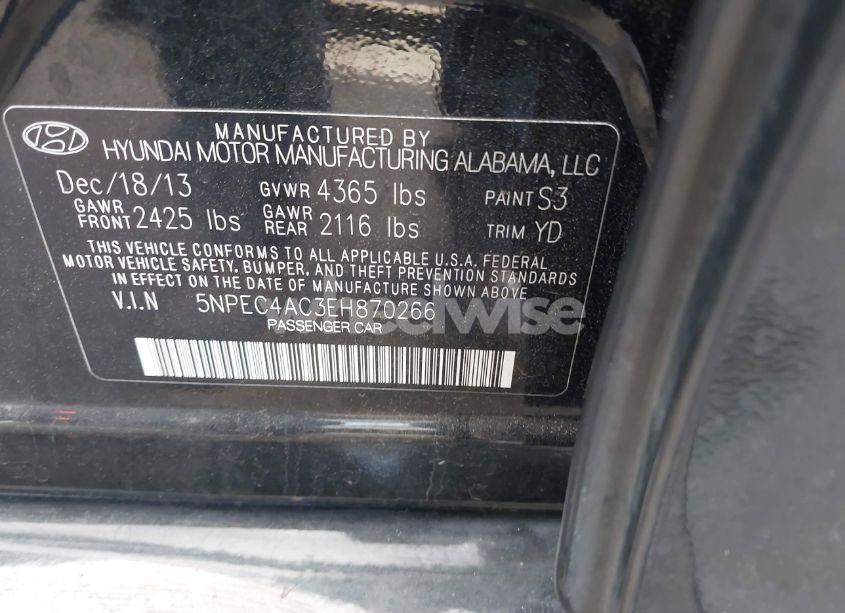 MANUFACTURED BY
HYUNDAI MOTOR MANUFACTURING ALABAMA, LLC
Dec/18/13 GVWR 4365 lbs PAINT S3
GAWR FRONT 2425 lbs GAWR REAR 2116 lbs TRIM YD
THIS VEHICLE CONFORMS TO ALL APPLICABLE U.S.A. FEDERAL
MOTOR VEHICLE SAFETY, BUMPER, AND THEFT PREVENTION STANDARDS
IN EFFECT ON THE DATE OF MANUFACTURE SHOWN ABOVE
V.I.N 5NPEC4AC3EH870266
PASSENGER CAR